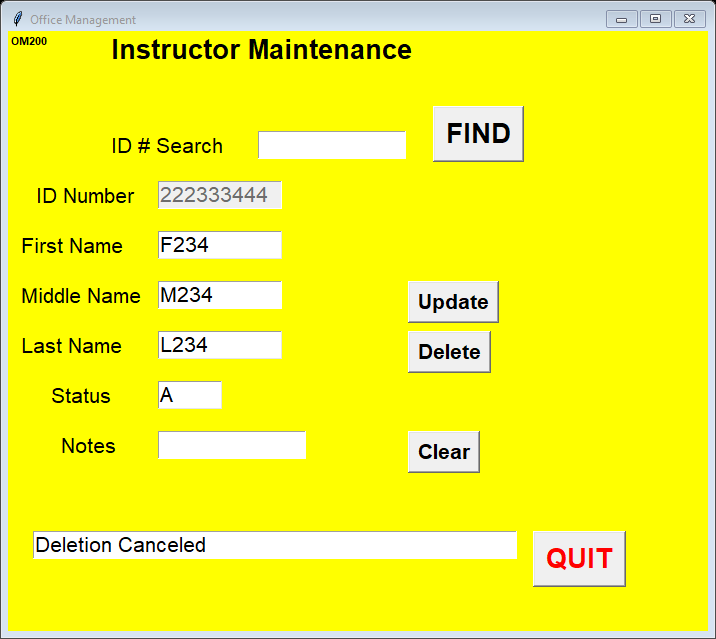 Office Management
OM200
Instructor Maintenance
ID # Search
FIND
ID Number 222333444
First Name F234
Middle Name M234
Update
Last Name L234
Delete
Status A
Notes
Clear
Deletion Canceled
QUIT